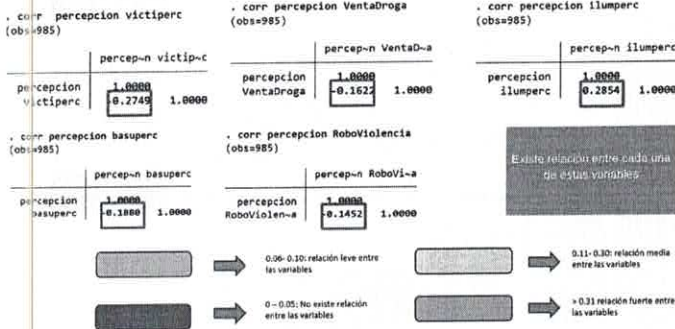 . corr percepcion victiperc
(obs=985)
percep~n victip~c
percepcion 1.0000
victiperc -0.2749 1.0000
. corr percepcion VentaDroga
(obs=985)
percep~n VentaD~a
percepcion 1.0000
VentaDroga -0.1622 1.0000
. corr percepcion ilumperc
(obs=985)
percep~n ilumperc
percepcion 1.0000
ilumperc 0.2854 1.0000
. corr percepcion basuperc
(obs=985)
percep~n basuperc
percepcion 1.0000
basuperc -0.1880 1.0000
. corr percepcion RoboViolencia
(obs=985)
percep~n RoboVi~a
percepcion 1.0000
RoboViolen~a -0.1452 1.0000
Existe relación entre cada una
de estas variables
0.06- 0.10: relación leve entre
las variables
0.11- 0.30: relación media
entre las variables
0 – 0.05: No existe relación
entre las variables
> 0.31 relación fuerte entre
las variables